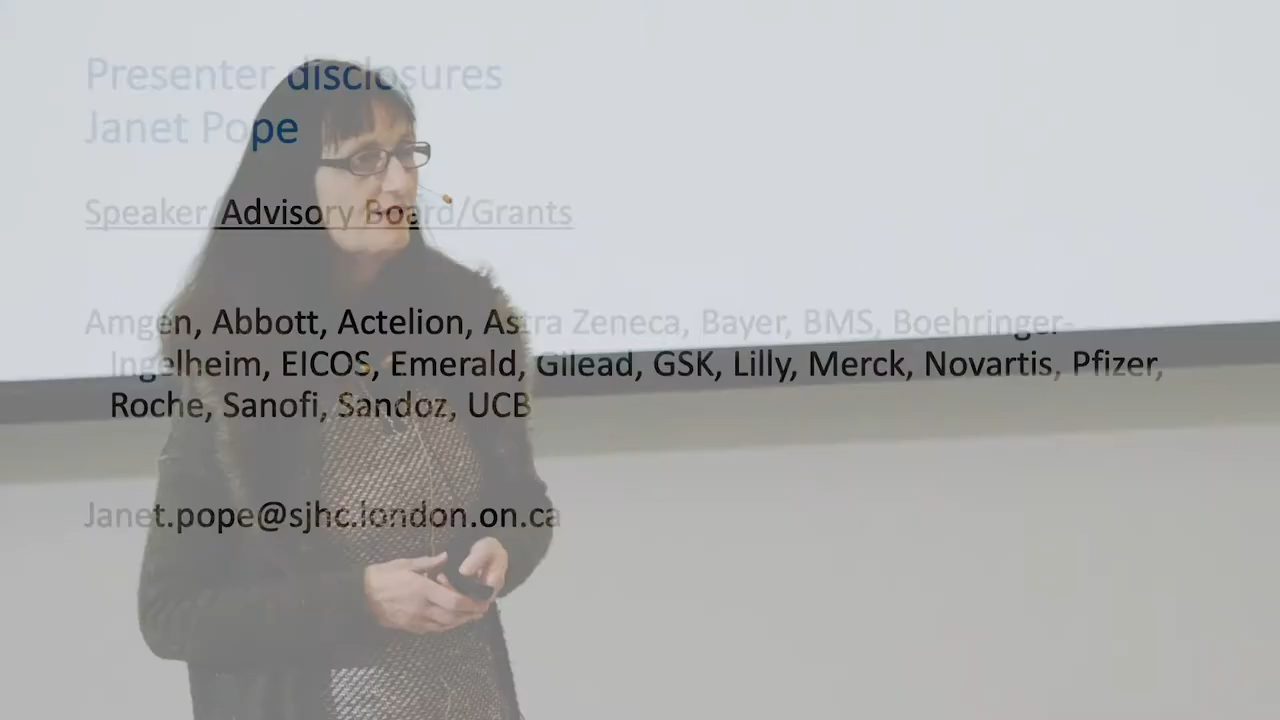 Presenter disclosures
Janet Pope
Speaker/Advisory Board/Grants
Amgen, Abbott, Actelion, Astra Zeneca, Bayer, BMS, Boehringer-
Ingelheim, EICOS, Emerald, Gilead, GSK, Lilly, Merck, Novartis, Pfizer,
Roche, Sanofi, Sandoz, UCB
Janet.pope@sjhc.london.on.ca